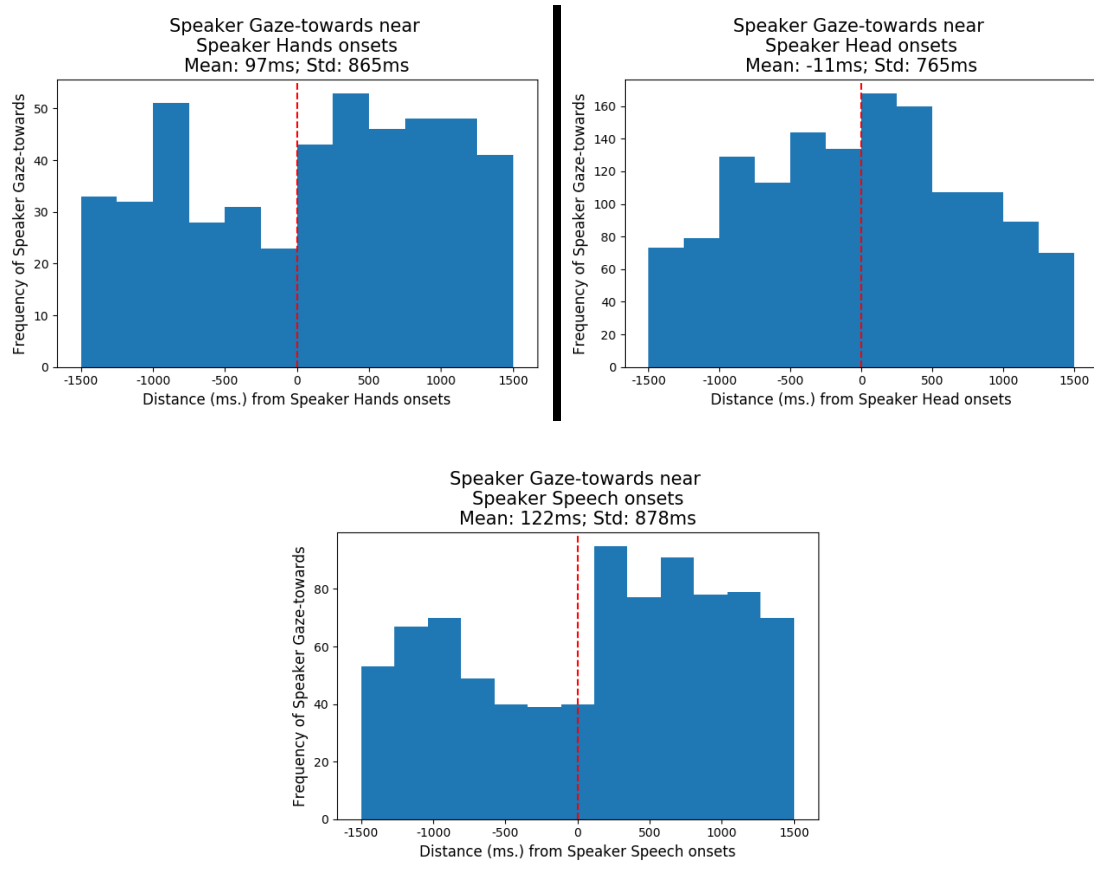 Speaker Gaze-towards near
Speaker Hands onsets
Mean: 97ms; Std: 865ms
Frequency of Speaker Gaze-towards
50
40
30
20
10
0
-1500 -1000 -500 0 500 1000 1500
Distance (ms.) from Speaker Hands onsets
Speaker Gaze-towards near
Speaker Head onsets
Mean: -11ms; Std: 765ms
Frequency of Speaker Gaze-towards
160
140
120
100
80
60
40
20
0
-1500 -1000 -500 0 500 1000 1500
Distance (ms.) from Speaker Head onsets
Speaker Gaze-towards near
Speaker Speech onsets
Mean: 122ms; Std: 878ms
Frequency of Speaker Gaze-towards
80
60
40
20
0
-1500 -1000 -500 0 500 1000 1500
Distance (ms.) from Speaker Speech onsets